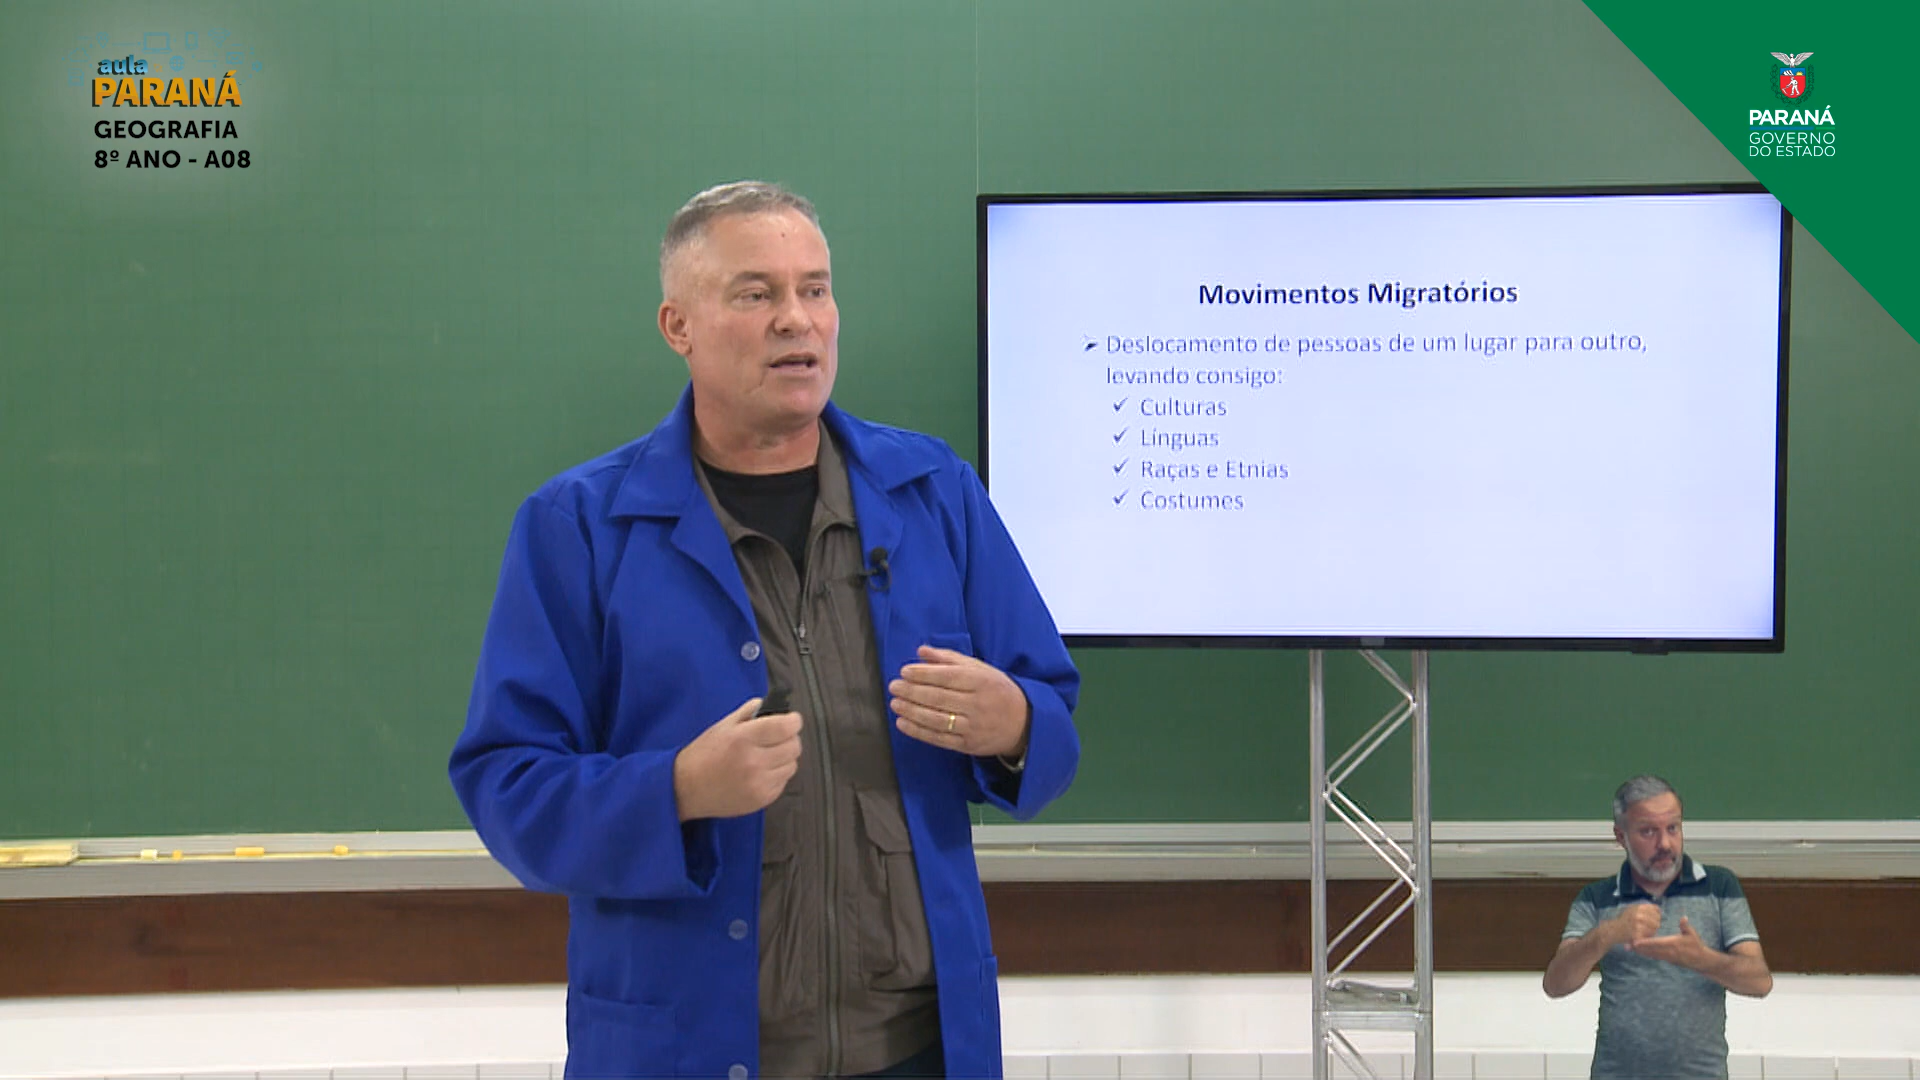 aula
PARANÁ
GEOGRAFIA
8º ANO - A08
PARANÁ
GOVERNO
DO ESTADO
Movimentos Migratórios
➢ Deslocamento de pessoas de um lugar para outro,
levando consigo:
✓ Culturas
✓ Línguas
✓ Raças e Etnias
✓ Costumes